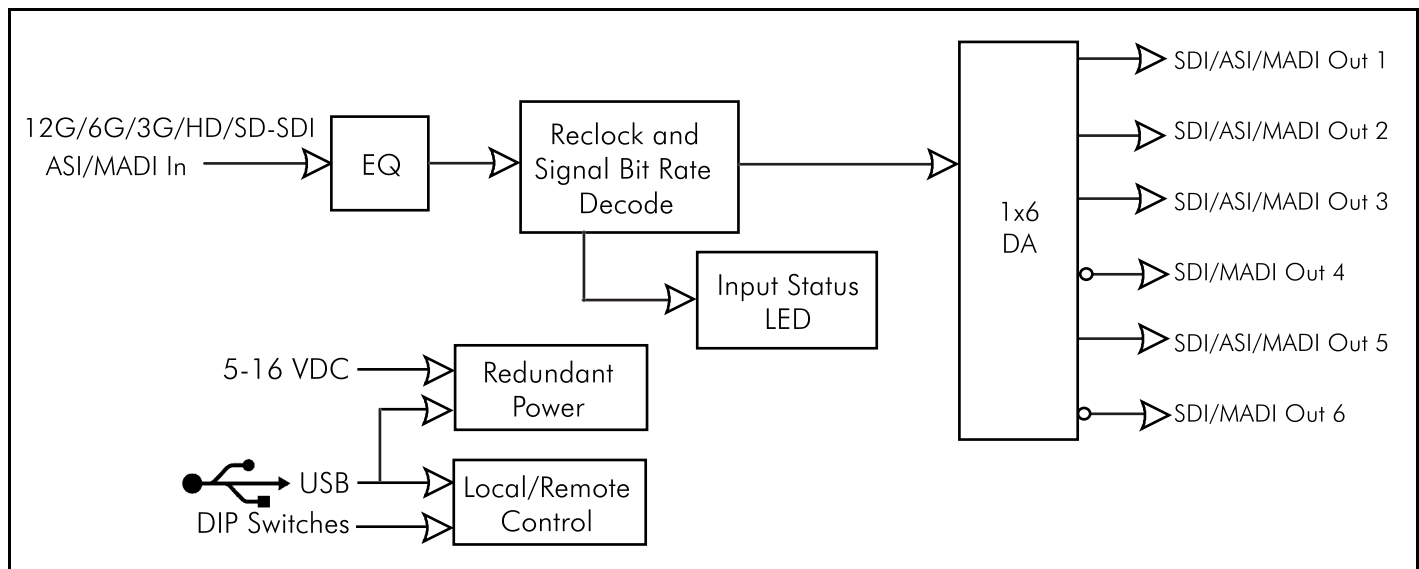 12G/6G/3G/HD/SD-SDI
ASI/MADI In
EQ
Reclock and
Signal Bit Rate
Decode
Input Status
LED
1x6
DA
SDI/ASI/MADI Out 1
SDI/ASI/MADI Out 2
SDI/ASI/MADI Out 3
SDI/MADI Out 4
SDI/ASI/MADI Out 5
SDI/MADI Out 6
5-16 VDC
Redundant
Power
USB
DIP Switches
Local/Remote
Control